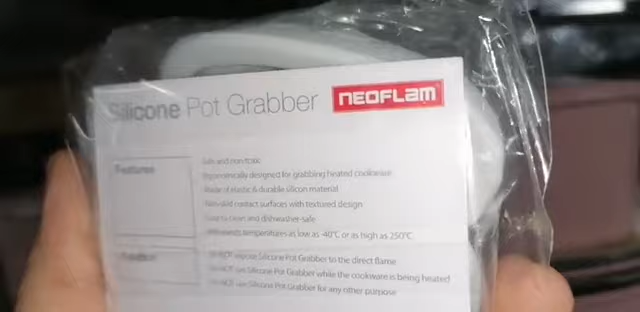 Silicone Pot Grabber NEOFLAM
Features
Safe and non-toxic
Ergonomically designed for grabbing heated cookware
Made of elastic & durable silicon material
Non-skid contact surfaces with textured design
Easy to clean and dishwasher-safe
Withstands temperatures as low as -40°C or as high as 250°C
DO NOT expose Silicone Pot Grabber to the direct flame
DO NOT use Silicone Pot Grabber while the cookware is being heated
DO NOT use Silicone Pot Grabber for any other purpose